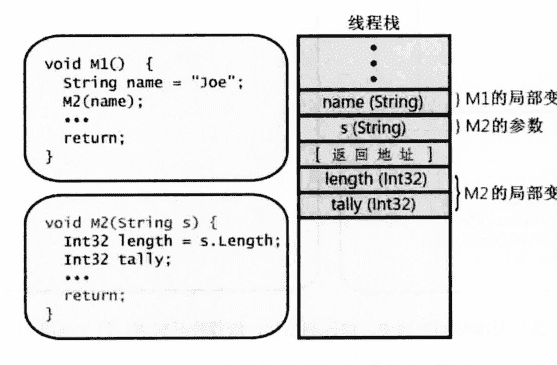 线程栈
void M1() {
String name = "Joe";
M2(name);
•••
return;
}
void M2(String s) {
Int32 length = s.Length;
Int32 tally;
•••
return;
}
name (String)
s (String)
[ 返回地址 ]
length (Int32)
tally (Int32)
} M1的局部变
} M2的参数
} M2的局部变